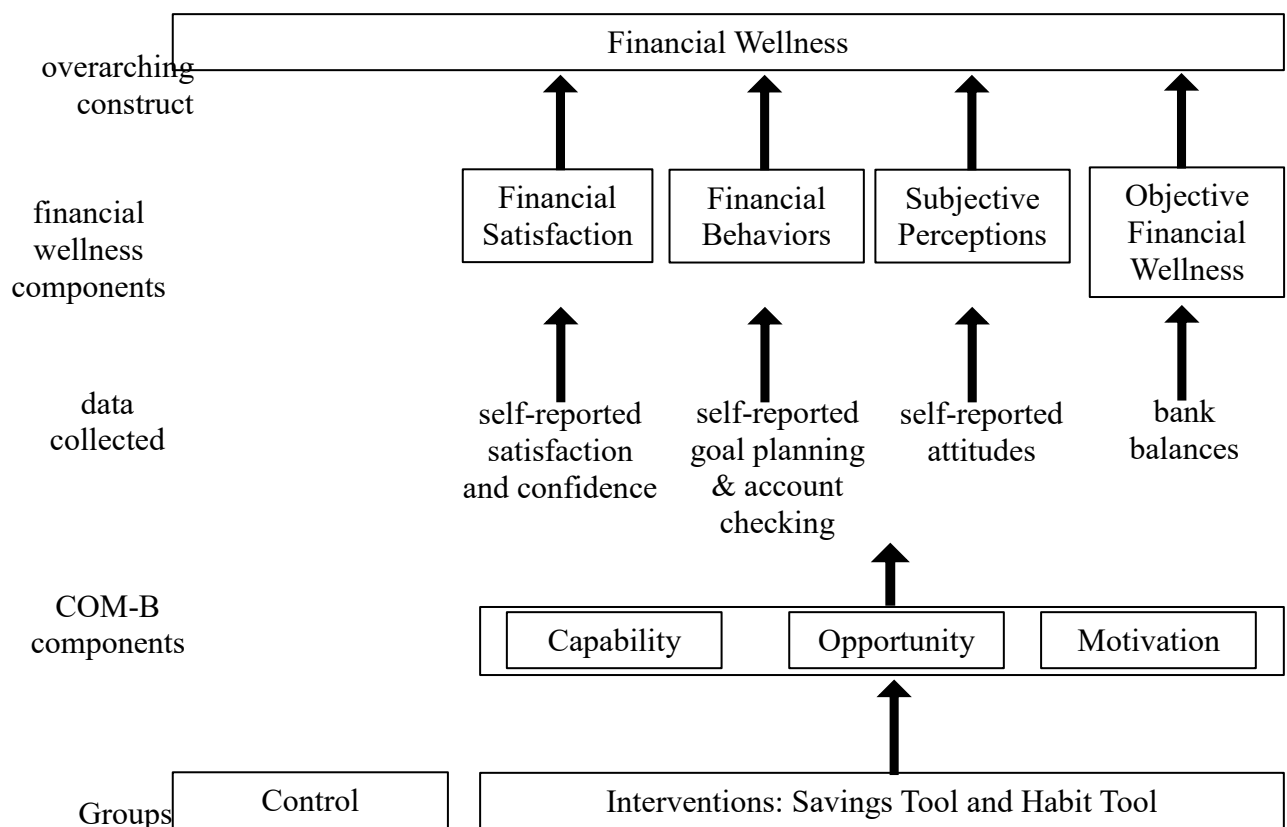 Financial Wellness
overarching
construct
Financial
Satisfaction
Financial
Behaviors
Subjective
Perceptions
Objective
Financial
Wellness
financial
wellness
components
data
collected
self-reported
satisfaction
and confidence
self-reported
goal planning
& account
checking
self-reported
attitudes
bank
balances
COM-B
components
Capability
Opportunity
Motivation
Groups
Control
Interventions: Savings Tool and Habit Tool